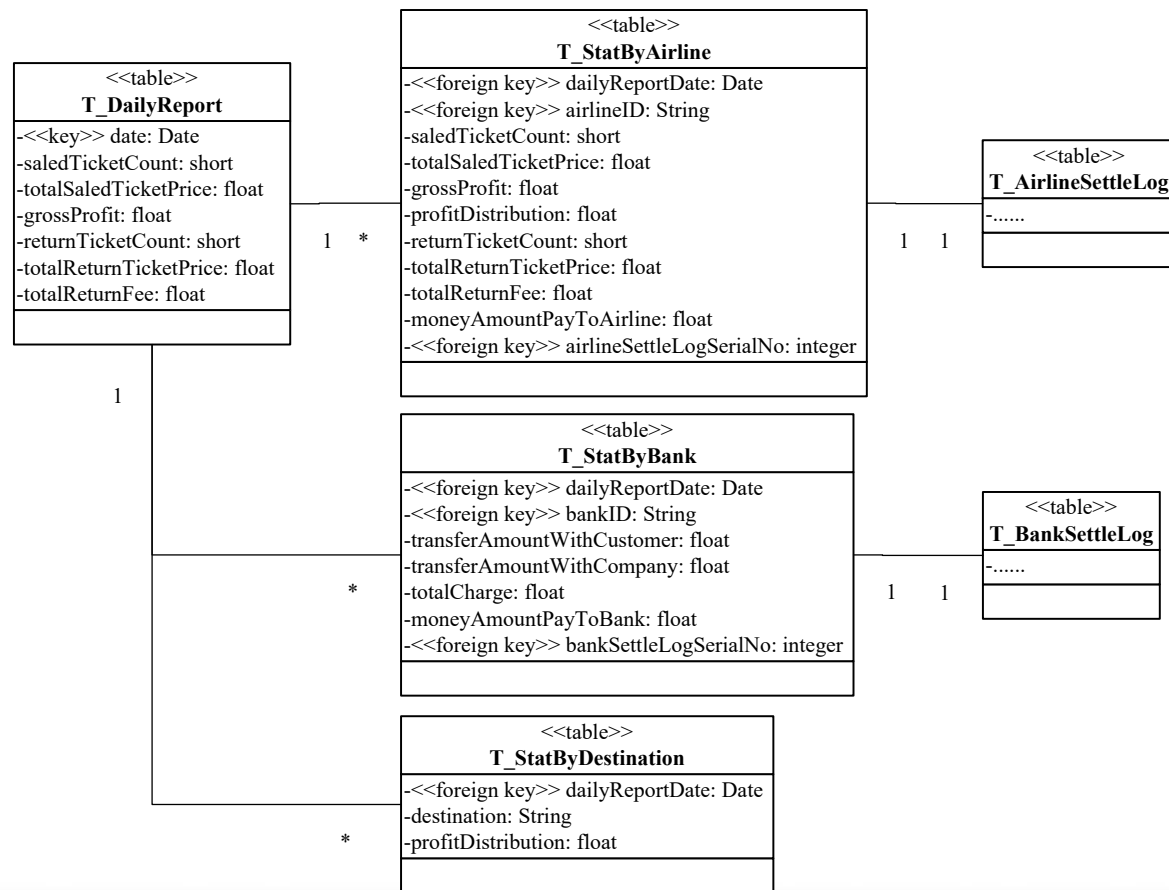 <<table>>
T_DailyReport
-<<key>> date: Date
-saledTicketCount: short
-totalSaledTicketPrice: float
-grossProfit: float
-returnTicketCount: short
-totalReturnTicketPrice: float
-totalReturnFee: float
<<table>>
T_StatByAirline
-<<foreign key>> dailyReportDate: Date
-<<foreign key>> airlineID: String
-saledTicketCount: short
-totalSaledTicketPrice: float
-grossProfit: float
-profitDistribution: float
-returnTicketCount: short
-totalReturnTicketPrice: float
-totalReturnFee: float
-moneyAmountPayToAirline: float
-<<foreign key>> airlineSettleLogSerialNo: integer
<<table>>
T_AirlineSettleLog
-......
1 *
1 1
1
<<table>>
T_StatByBank
-<<foreign key>> dailyReportDate: Date
-<<foreign key>> bankID: String
-transferAmountWithCustomer: float
-transferAmountWithCompany: float
-totalCharge: float
-moneyAmountPayToBank: float
-<<foreign key>> bankSettleLogSerialNo: integer
<<table>>
T_BankSettleLog
-......
*
1 1
<<table>>
T_StatByDestination
-<<foreign key>> dailyReportDate: Date
-destination: String
-profitDistribution: float
*